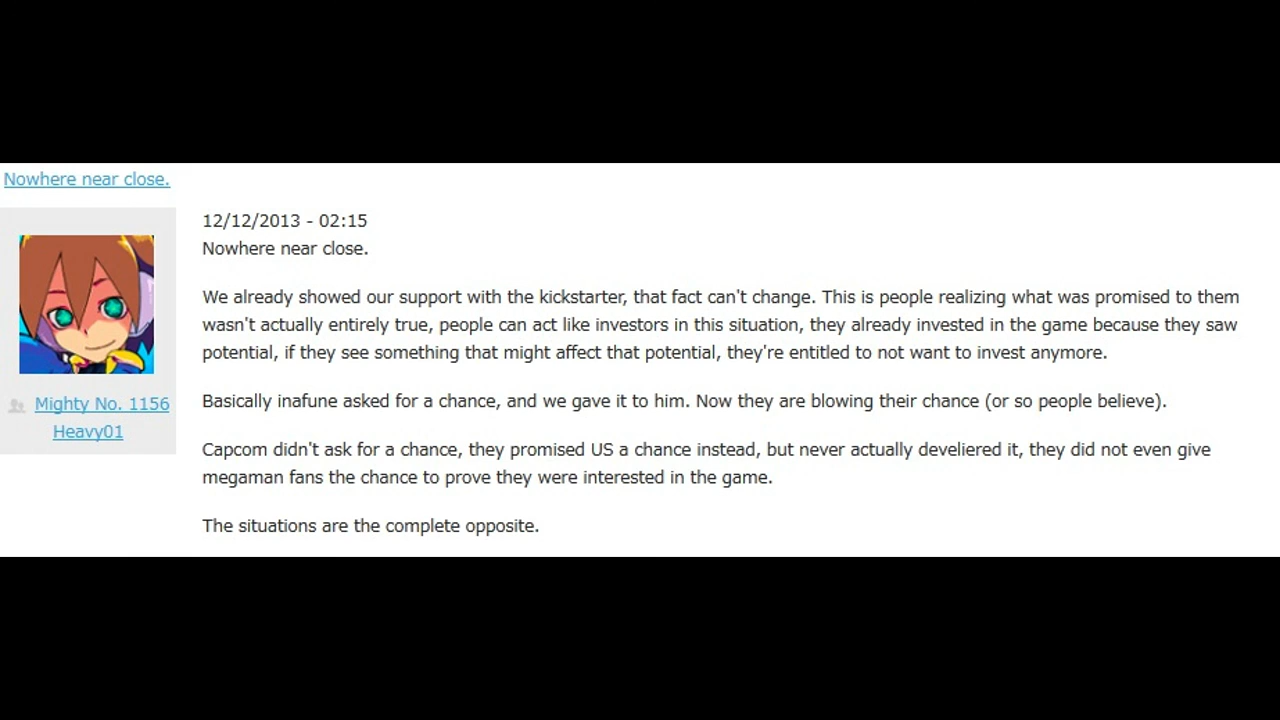 Nowhere near close.
12/12/2013 - 02:15
Nowhere near close.
We already showed our support with the kickstarter, that fact can't change. This is people realizing what was promised to them
wasn't actually entirely true, people can act like investors in this situation, they already invested in the game because they saw
potential, if they see something that might affect that potential, they're entitled to not want to invest anymore.
Basically inafune asked for a chance, and we gave it to him. Now they are blowing their chance (or so people believe).
Capcom didn't ask for a chance, they promised US a chance instead, but never actually develiered it, they did not even give
megaman fans the chance to prove they were interested in the game.
The situations are the complete opposite.
Mighty No. 1156
Heavy01